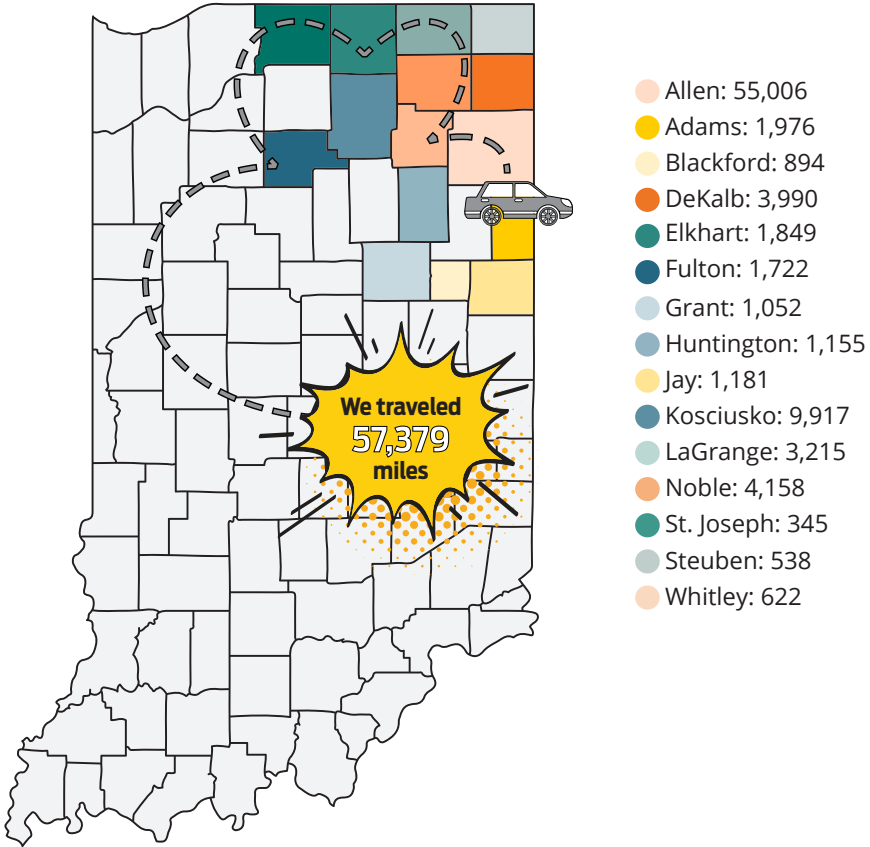 Allen: 55,006
Adams: 1,976
Blackford: 894
DeKalb: 3,990
Elkhart: 1,849
Fulton: 1,722
Grant: 1,052
Huntington: 1,155
Jay: 1,181
Kosciusko: 9,917
LaGrange: 3,215
Noble: 4,158
St. Joseph: 345
Steuben: 538
Whitley: 622
We traveled
57,379
miles